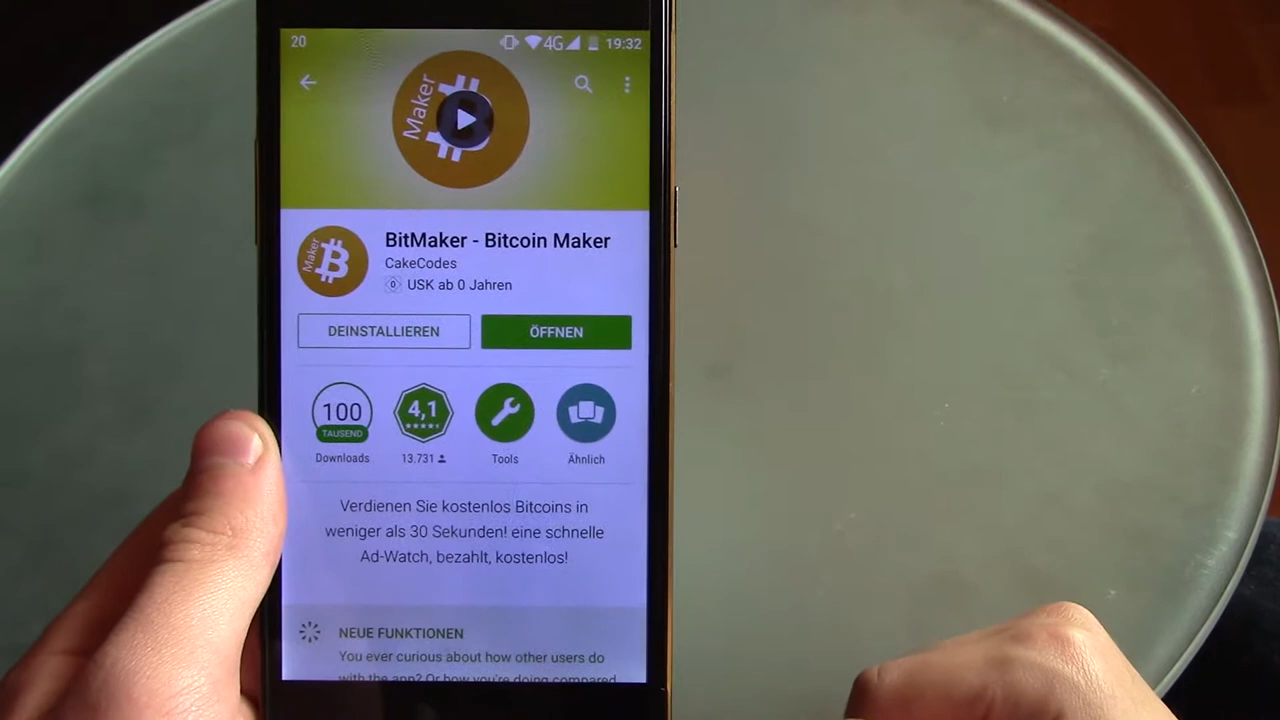 20 4G 19:32
Maker
BitMaker - Bitcoin Maker
CakeCodes
0 USK ab 0 Jahren
Maker
DEINSTALLIEREN ÖFFNEN
100 4,1
TAUSEND
Downloads 13.731 Tools Ähnlich
Verdienen Sie kostenlos Bitcoins in
weniger als 30 Sekunden! eine schnelle
Ad-Watch, bezahlt, kostenlos!
NEUE FUNKTIONEN
You ever curious about how other users do
with the app? Or how you're doing compared